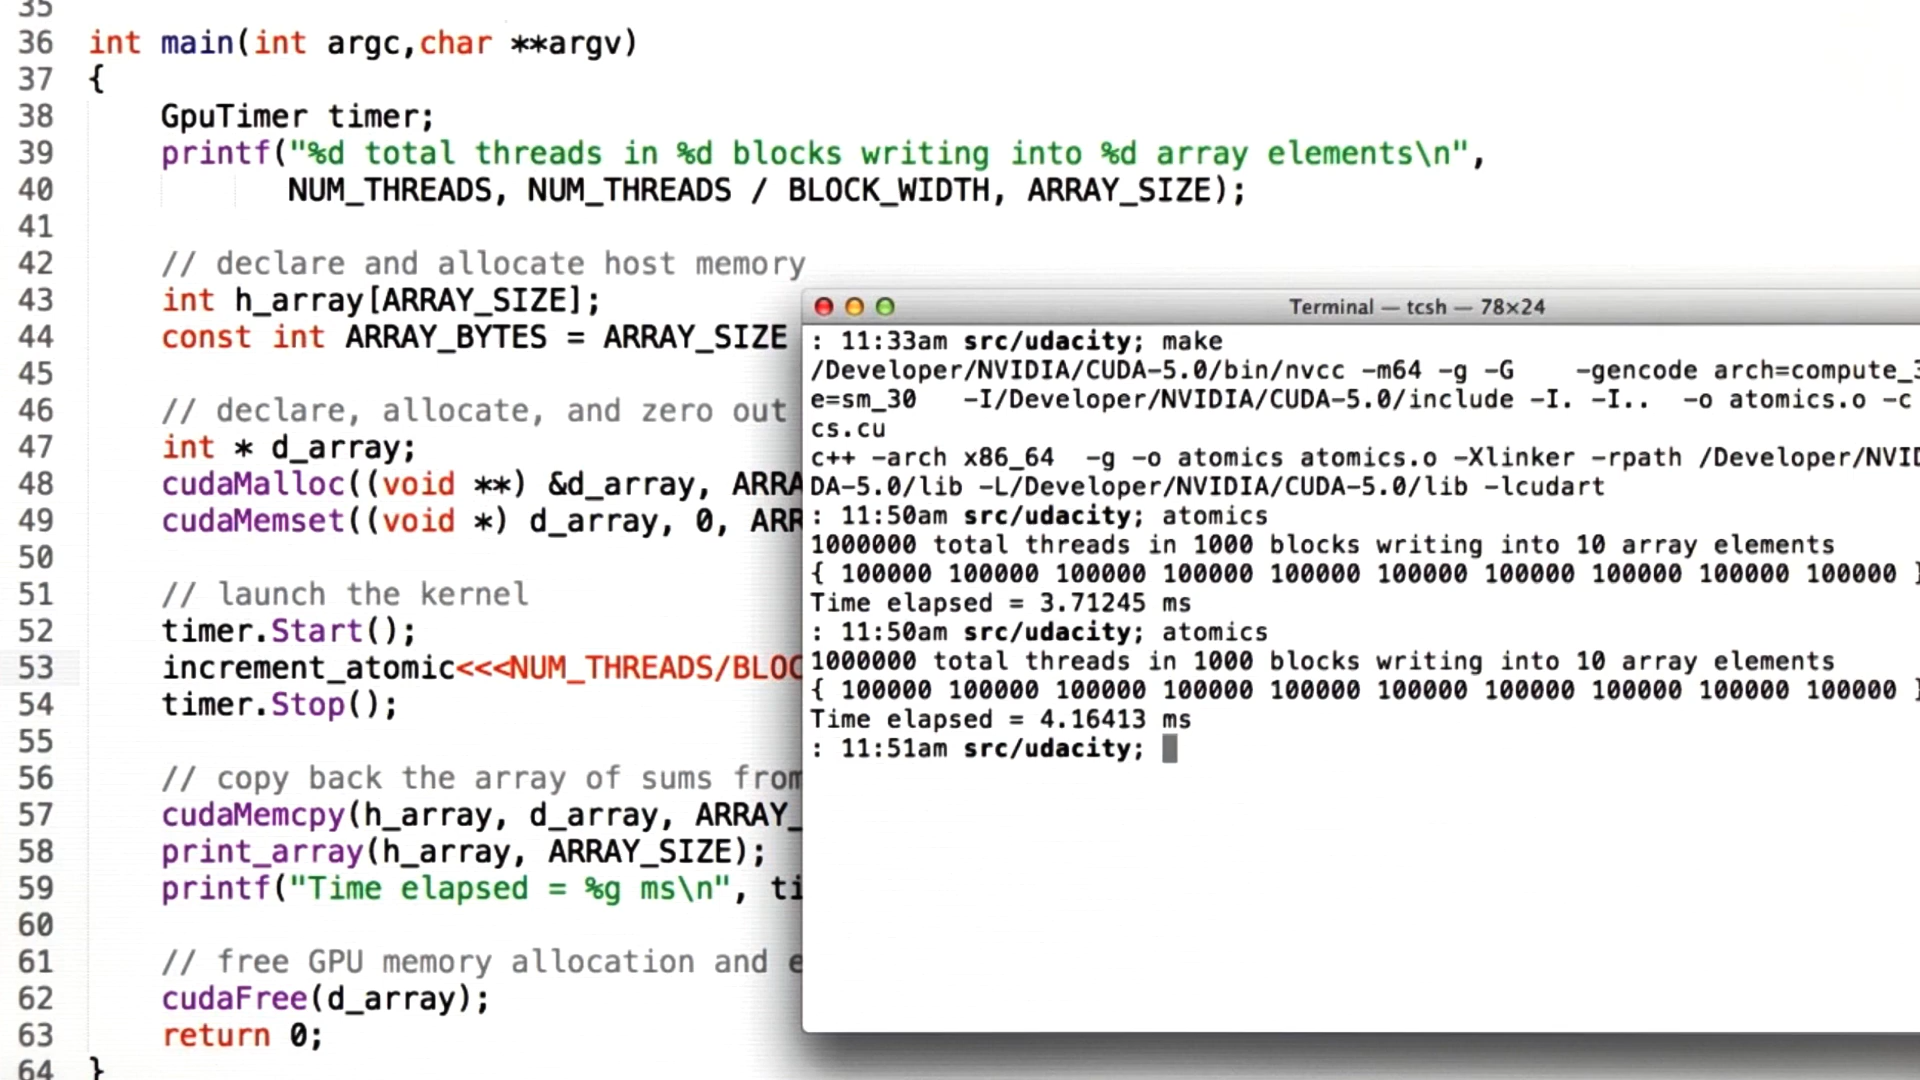 35
36 int main(int argc,char **argv)
37 {
38 GpuTimer timer;
39 printf("%d total threads in %d blocks writing into %d array elements\n",
40 NUM_THREADS, NUM_THREADS / BLOCK_WIDTH, ARRAY_SIZE);
41
42 // declare and allocate host memory
43 int h_array[ARRAY_SIZE];
44 const int ARRAY_BYTES = ARRAY_SIZE
45
46 // declare, allocate, and zero out
47 int * d_array;
48 cudaMalloc((void **) &d_array, ARRA
49 cudaMemset((void *) d_array, 0, ARR
50
51 // launch the kernel
52 timer.Start();
53 increment_atomic<<<NUM_THREADS/BLOC
54 timer.Stop();
55
56 // copy back the array of sums from
57 cudaMemcpy(h_array, d_array, ARRAY_
58 print_array(h_array, ARRAY_SIZE);
59 printf("Time elapsed = %g ms\n", ti
60
61 // free GPU memory allocation and e
62 cudaFree(d_array);
63 return 0;
64 }
Terminal — tcsh — 78×24
: 11:33am src/udacity; make
/Developer/NVIDIA/CUDA-5.0/bin/nvcc -m64 -g -G -gencode arch=compute_3
e=sm_30 -I/Developer/NVIDIA/CUDA-5.0/include -I. -I.. -o atomics.o -c
cs.cu
c++ -arch x86_64 -g -o atomics atomics.o -Xlinker -rpath /Developer/NVID
DA-5.0/lib -L/Developer/NVIDIA/CUDA-5.0/lib -lcudart
: 11:50am src/udacity; atomics
1000000 total threads in 1000 blocks writing into 10 array elements
{ 100000 100000 100000 100000 100000 100000 100000 100000 100000 100000 }
Time elapsed = 3.71245 ms
: 11:50am src/udacity; atomics
1000000 total threads in 1000 blocks writing into 10 array elements
{ 100000 100000 100000 100000 100000 100000 100000 100000 100000 100000 }
Time elapsed = 4.16413 ms
: 11:51am src/udacity;